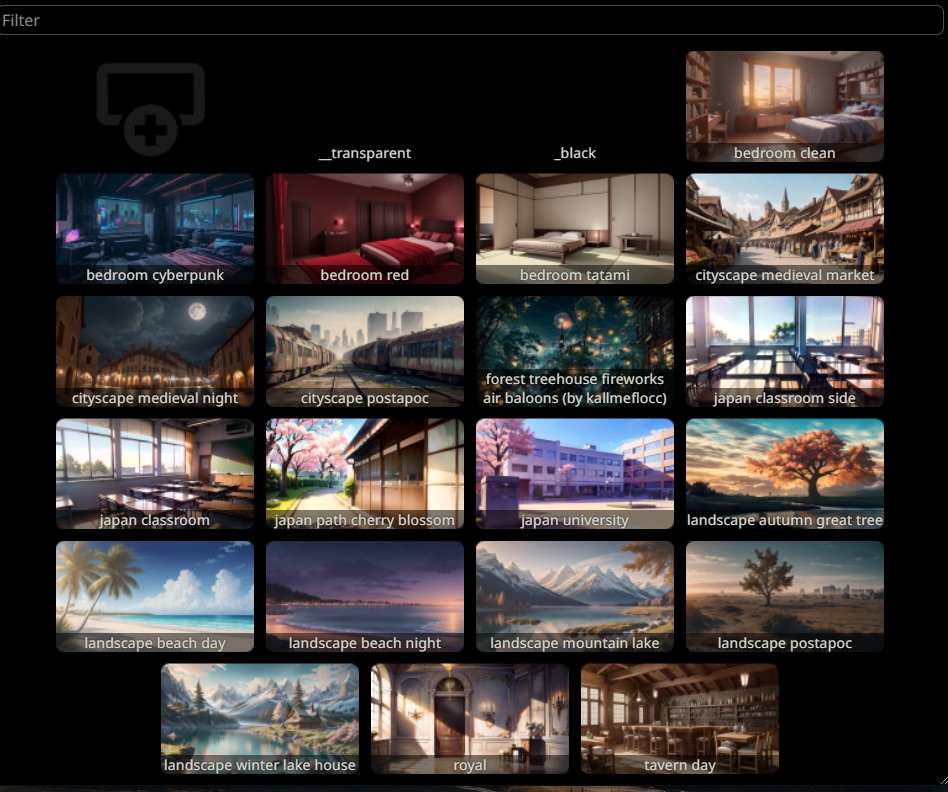 Filter
__transparent
_black
bedroom clean
bedroom cyberpunk
bedroom red
bedroom tatami
cityscape medieval market
cityscape medieval night
cityscape postapoc
forest treehouse fireworks
air baloons (by kallmeflocc)
japan classroom side
japan classroom
japan path cherry blossom
japan university
landscape autumn great tree
landscape beach day
landscape beach night
landscape mountain lake
landscape postapoc
landscape winter lake house
royal
tavern day